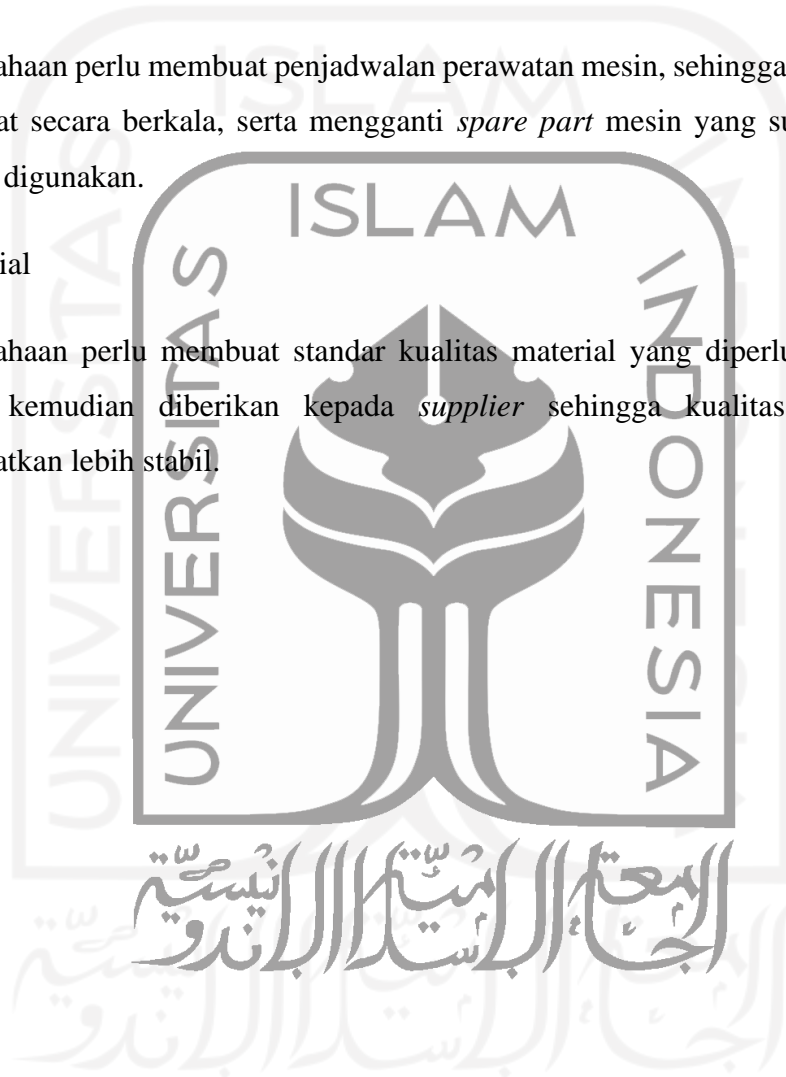 ahaan perlu membuat penjadwalan perawatan mesin, sehingga
at secara berkala, serta mengganti spare part mesin yang su
digunakan.
ial
ahaan perlu membuat standar kualitas material yang diperlu
kemudian diberikan kepada supplier sehingga kualitas
atkan lebih stabil.
ISLAM
UNIVERSITAS
INDONESIA
الجامعة الإسلامية الإندونيسية